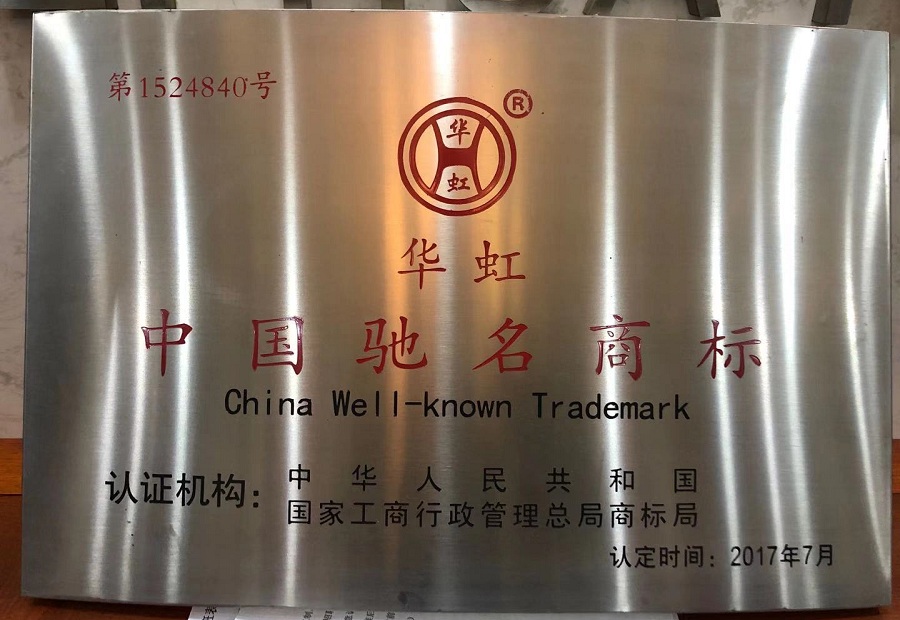 第1524840号
®
华
虹
华虹
中国驰名商标
China Well-known Trademark
认证机构：
中华人民共和国
国家工商行政管理总局商标局
认定时间：2017年7月